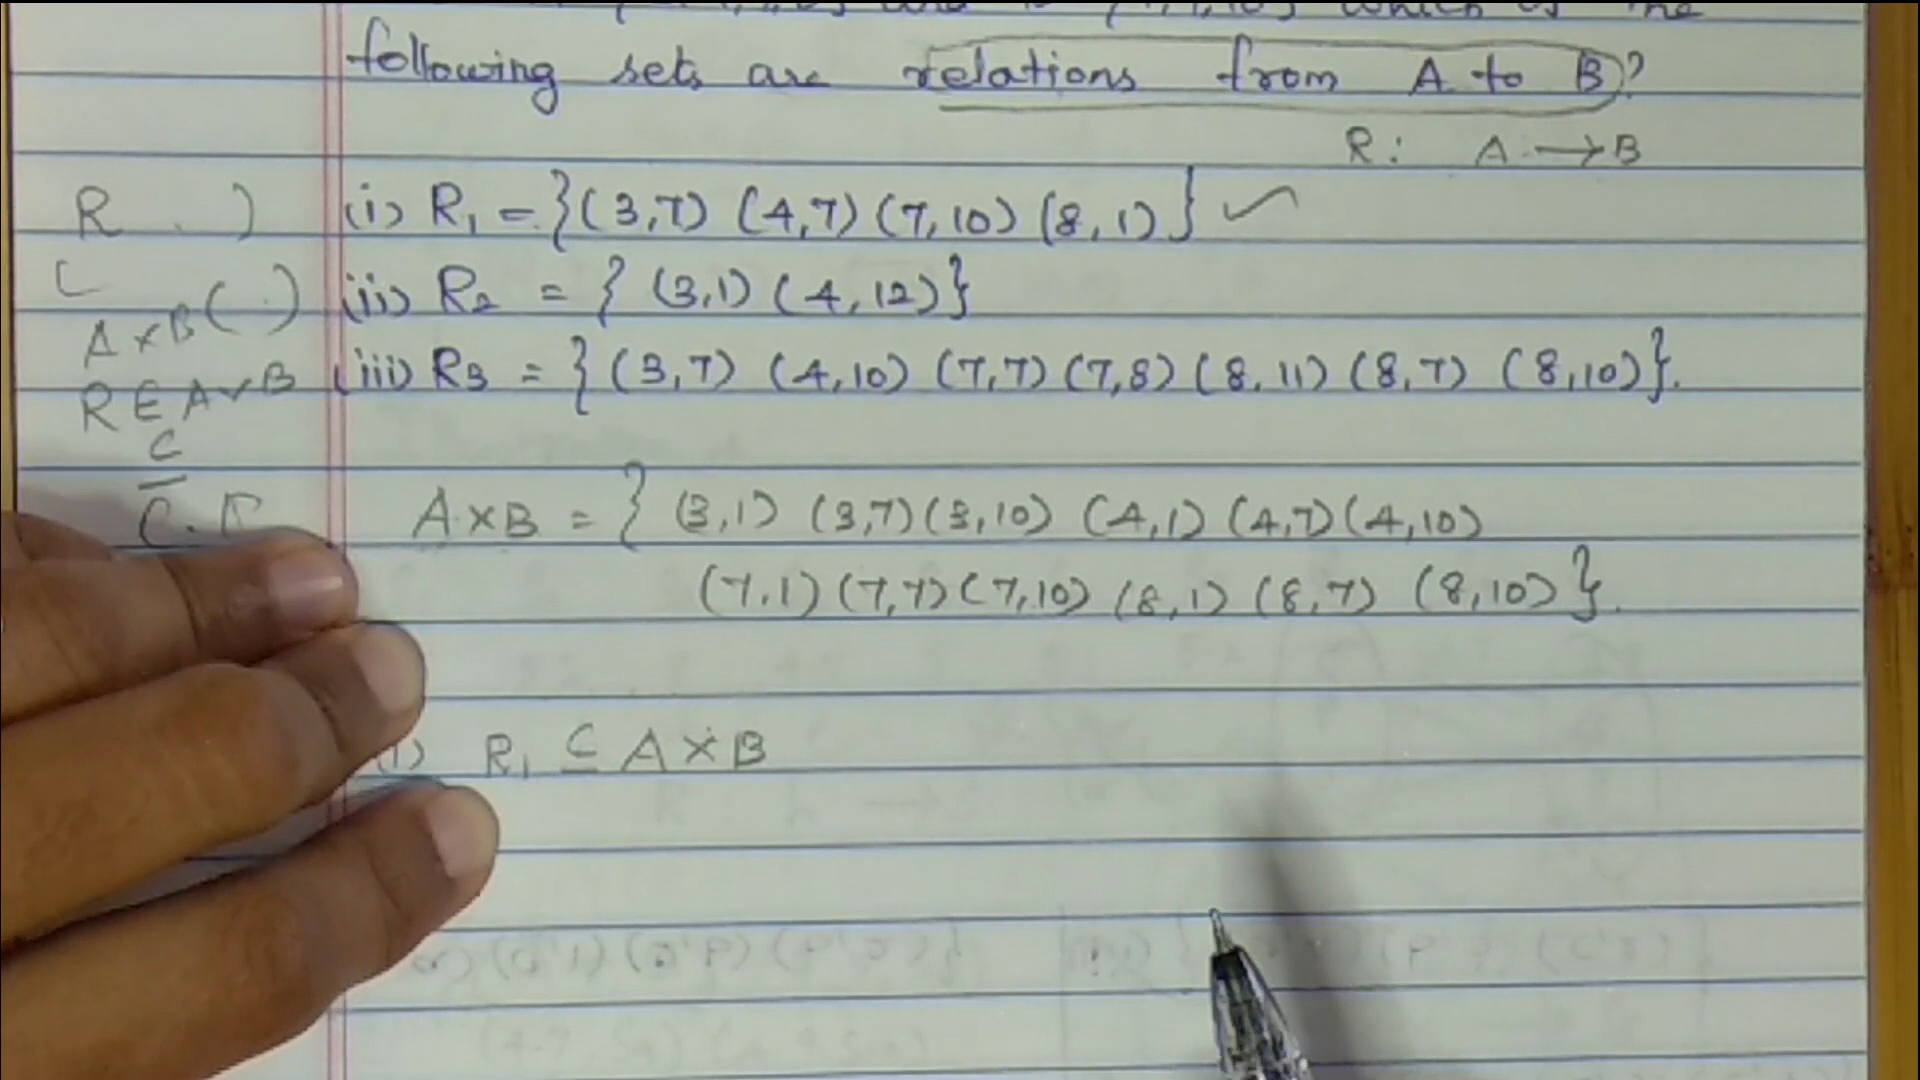 following sets are relations from A to B?
R: A → B
(i) R₁ = {(3,7) (4,7) (7,10) (8,1)} ✓
(ii) R₂ = { (3,1) (4,12)}
(iii) R₃ = { (3,7) (4,10) (7,7) (7,8) (8,11) (8,7) (8,10)}.
R . )
(
A×B ( . )
R ∈ A×B
⊆
A×B = { (3,1) (3,7) (3,10) (4,1) (4,7) (4,10)
(7,1) (7,7) (7,10) (8,1) (8,7) (8,10) }.
R₁ ⊆ A×B